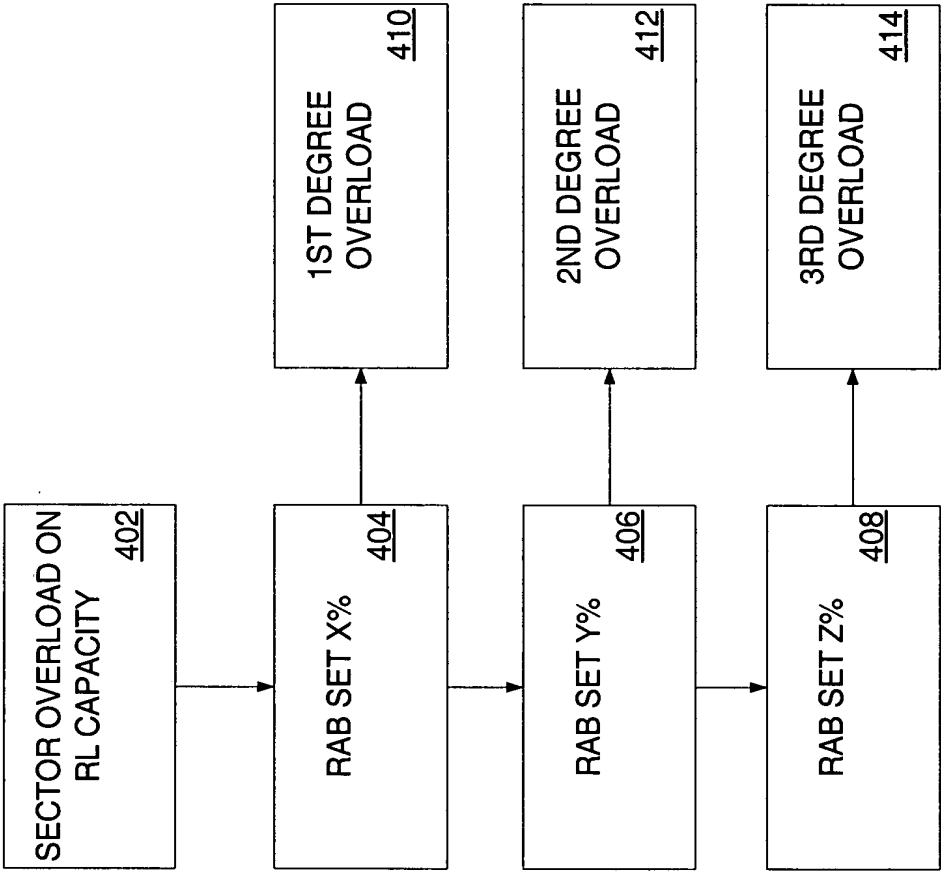 SECTOR OVERLOAD ON
RL CAPACITY
402
RAB SET X%
404
1ST DEGREE
OVERLOAD
410
RAB SET Y%
406
2ND DEGREE
OVERLOAD
412
RAB SET Z%
408
3RD DEGREE
OVERLOAD
414